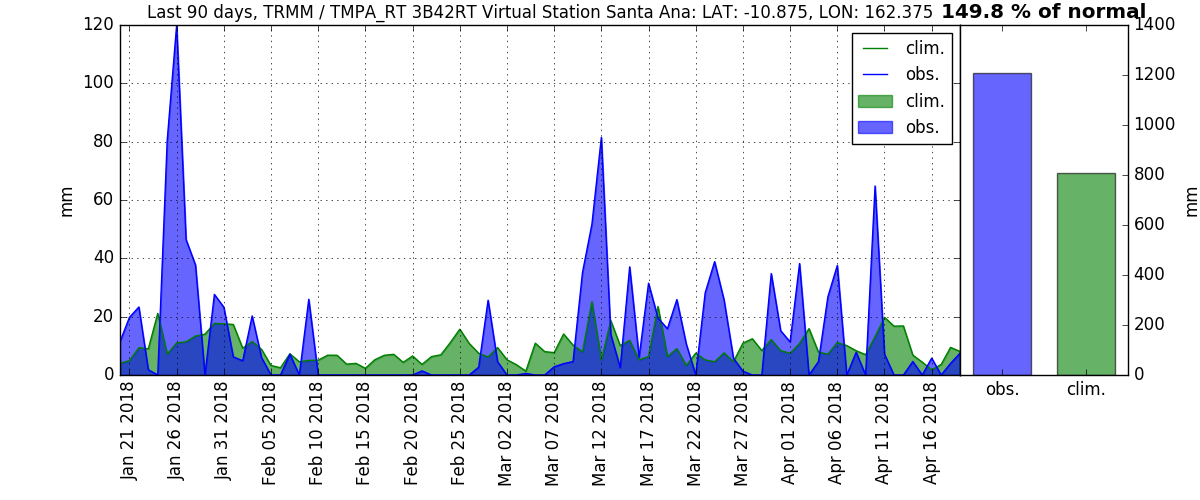 Last 90 days, TRMM / TMPA_RT 3B42RT Virtual Station Santa Ana: LAT: -10.875, LON: 162.375 149.8 % of normal
120
100
80
60
40
20
0
mm
clim.
obs.
clim.
obs.
1400
1200
1000
800
600
400
200
0
mm
Jan 21 2018
Jan 26 2018
Jan 31 2018
Feb 05 2018
Feb 10 2018
Feb 15 2018
Feb 20 2018
Feb 25 2018
Mar 02 2018
Mar 07 2018
Mar 12 2018
Mar 17 2018
Mar 22 2018
Mar 27 2018
Apr 01 2018
Apr 06 2018
Apr 11 2018
Apr 16 2018
obs.
clim.